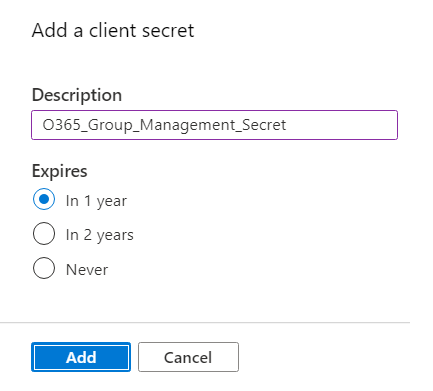 Add a client secret
Description
O365_Group_Management_Secret
Expires
In 1 year
In 2 years
Never
Add Cancel